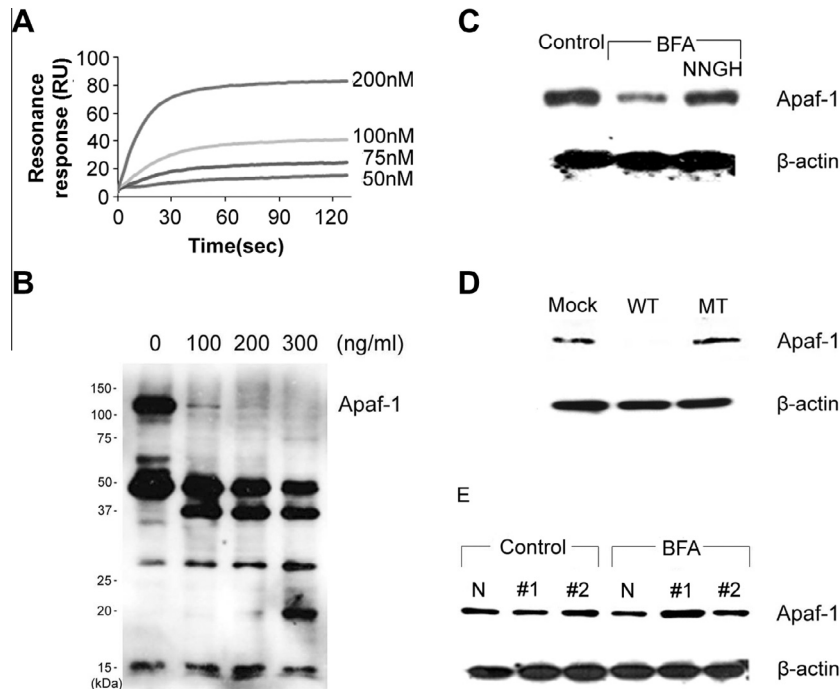 A
Resonance
response (RU)
100
80
60
40
20
0
200nM
100nM
75nM
50nM
0 30 60 90 120
Time(sec)
B
0 100 200 300 (ng/ml)
150-
100-
75-
50-
37-
25-
20-
15-
(kDa)
Apaf-1
C
Control BFA
NNGH
Apaf-1
β-actin
D
Mock WT MT
Apaf-1
β-actin
E
Control BFA
N #1 #2 N #1 #2
Apaf-1
β-actin